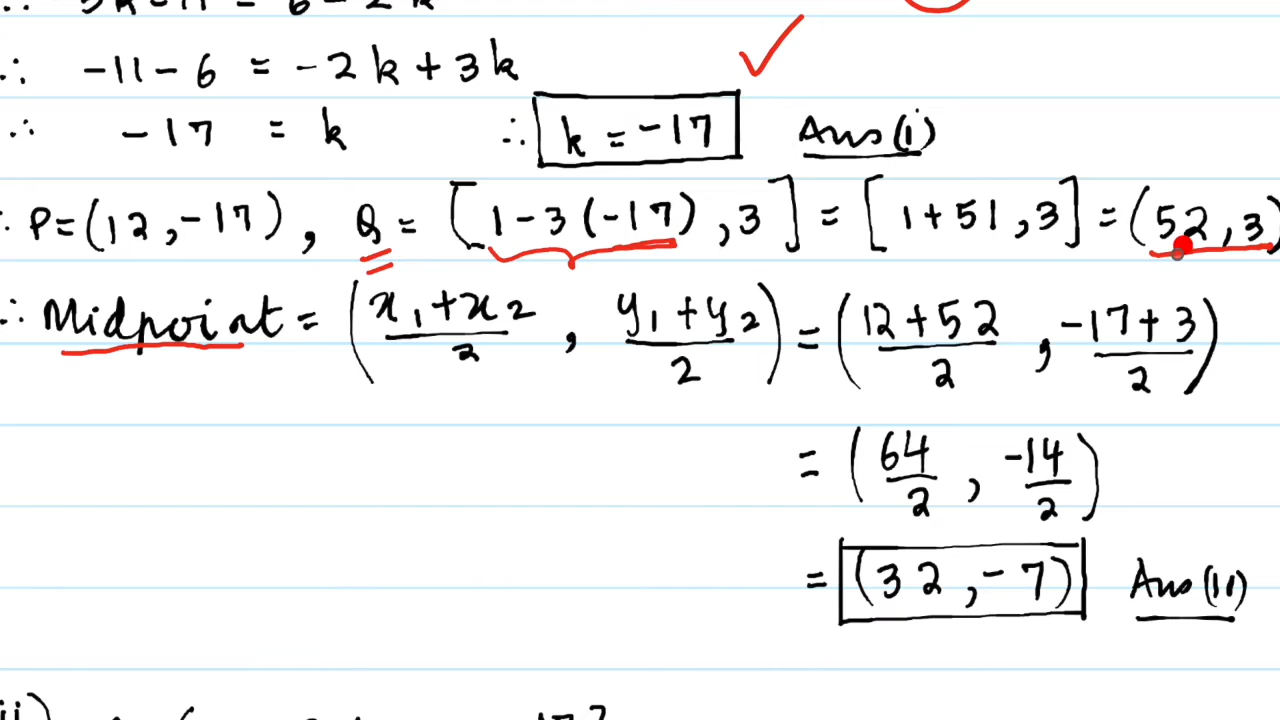 ∴ -11-6 = -2k+3k
∴ -17 = k ∴ k = -17 Ans(i)
∴ P=(12,-17), Q = [1-3(-17),3] = [1+51,3] = (52,3)
∴ Midpoint = (x₁+x₂/2, y₁+y₂/2) = (12+52/2, -17+3/2)
= (64/2, -14/2)
= (32,-7) Ans(ii)